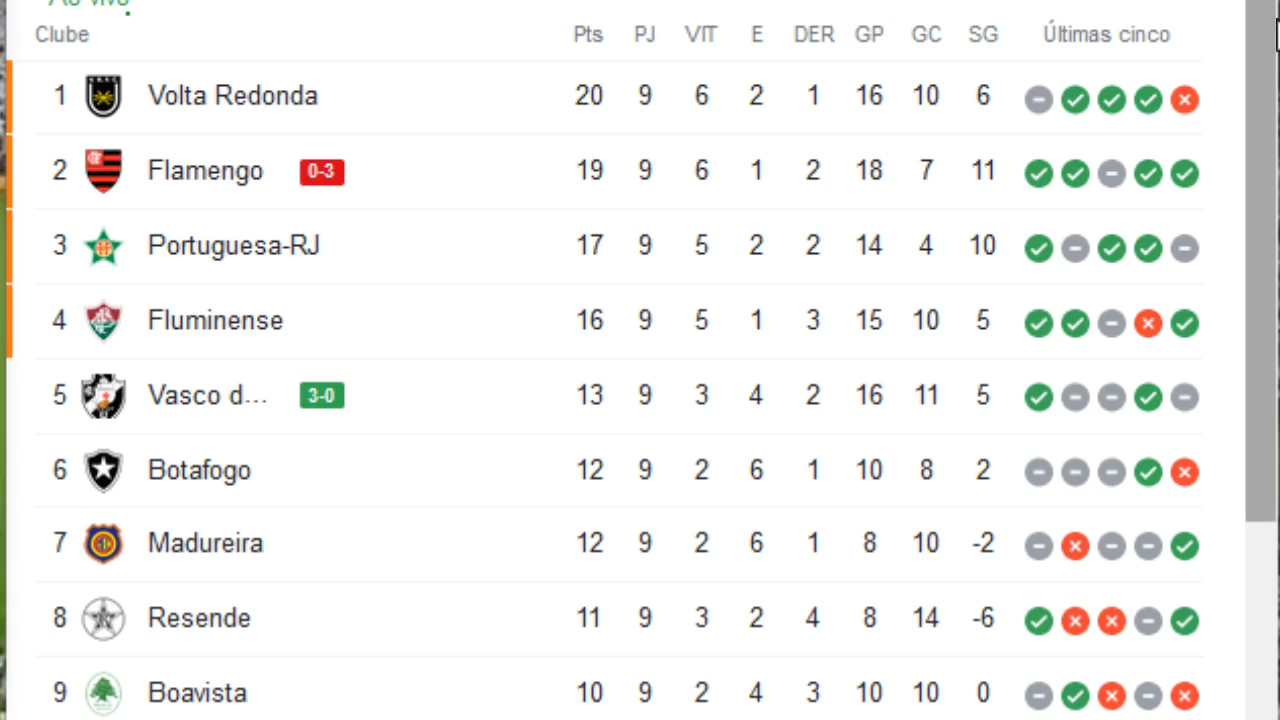 Ao vivo
Clube Pts PJ VIT E DER GP GC SG Últimas cinco
1 Volta Redonda 20 9 6 2 1 16 10 6
2 Flamengo 0-3 19 9 6 1 2 18 7 11
3 Portuguesa-RJ 17 9 5 2 2 14 4 10
4 Fluminense 16 9 5 1 3 15 10 5
5 Vasco d... 3-0 13 9 3 4 2 16 11 5
6 Botafogo 12 9 2 6 1 10 8 2
7 Madureira 12 9 2 6 1 8 10 -2
8 Resende 11 9 3 2 4 8 14 -6
9 Boavista 10 9 2 4 3 10 10 0